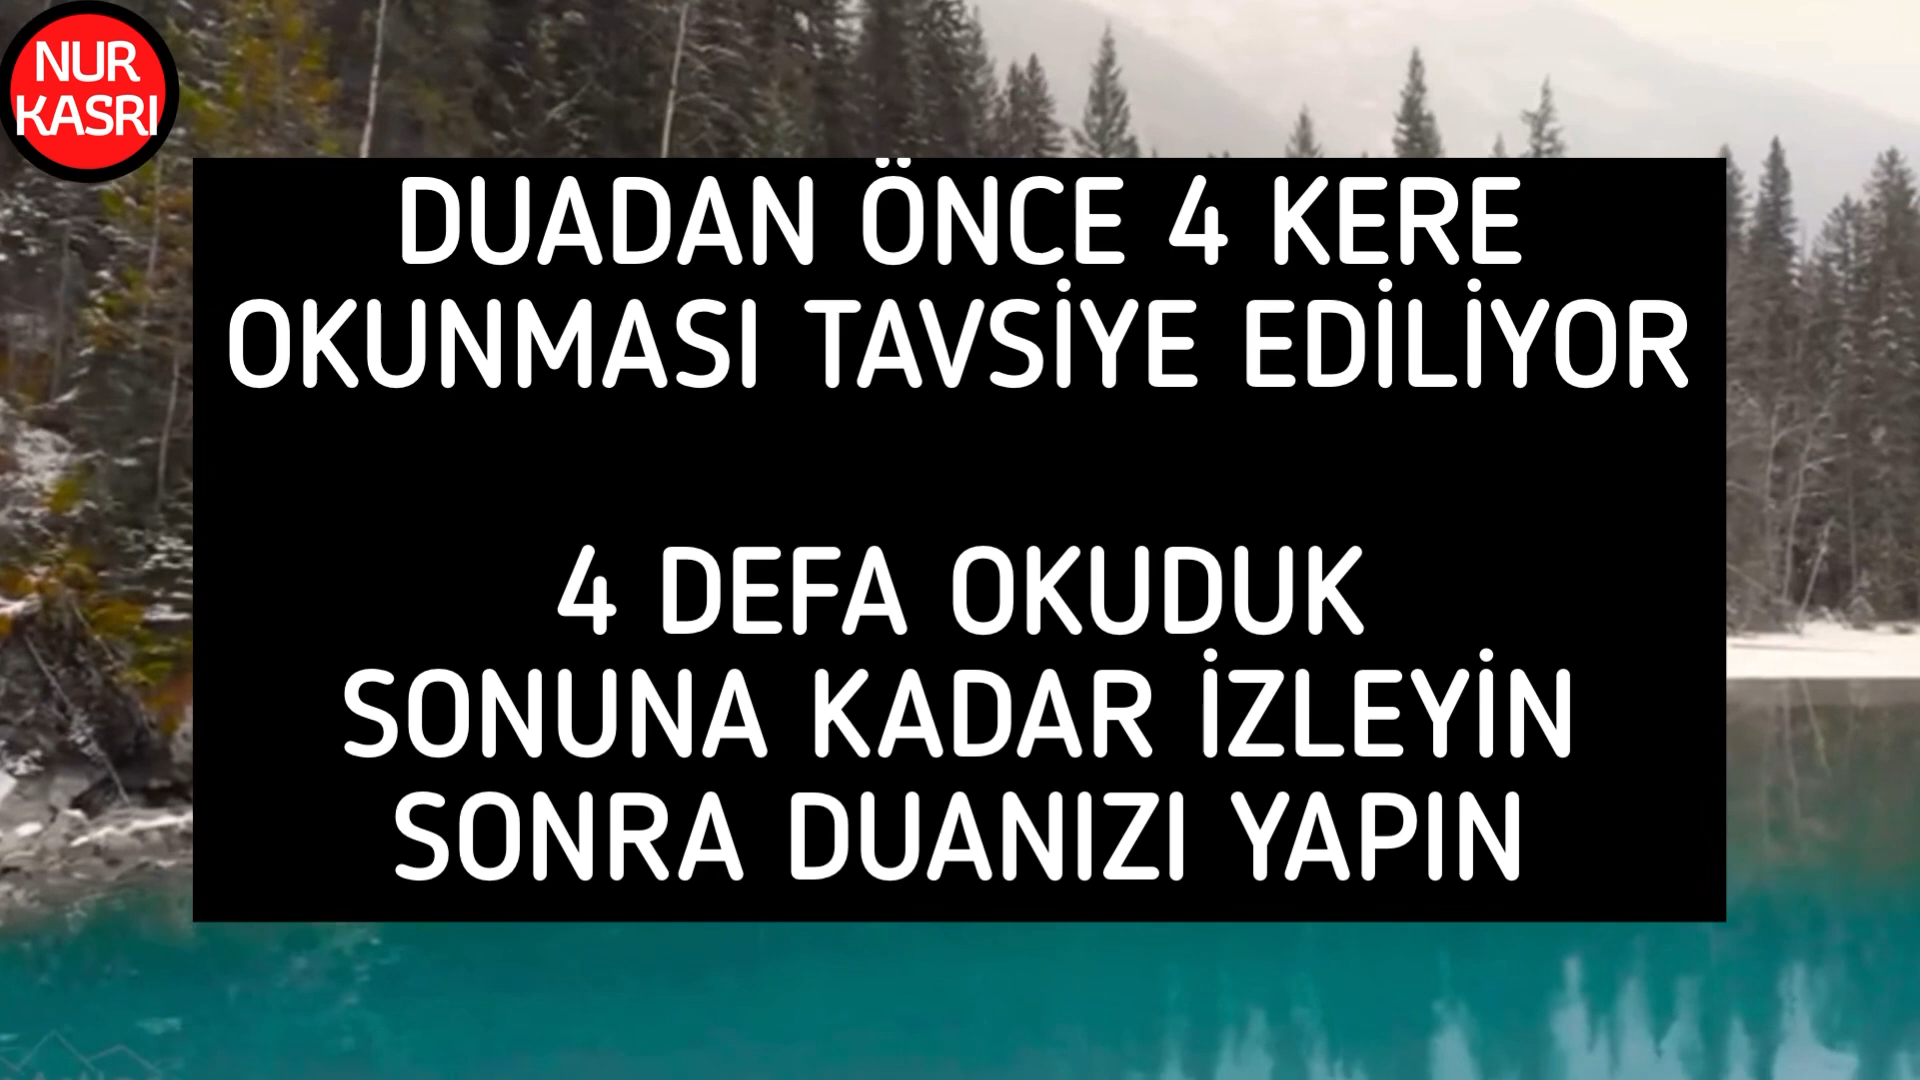 NUR
KASRI
DUADAN ÖNCE 4 KERE
OKUNMASI TAVSİYE EDİLİYOR
4 DEFA OKUDUK
SONUNA KADAR İZLEYİN
SONRA DUANIZI YAPIN